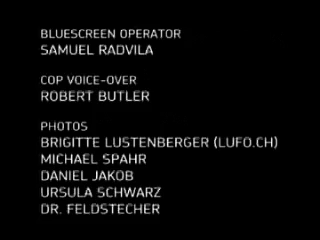 BLUESCREEN OPERATOR
SAMUEL RADVILA
COP VOICE-OVER
ROBERT BUTLER
PHOTOS
BRIGITTE LUSTENBERGER (LUFO.CH)
MICHAEL SPAHR
DANIEL JAKOB
URSULA SCHWARZ
DR. FELDSTECHER